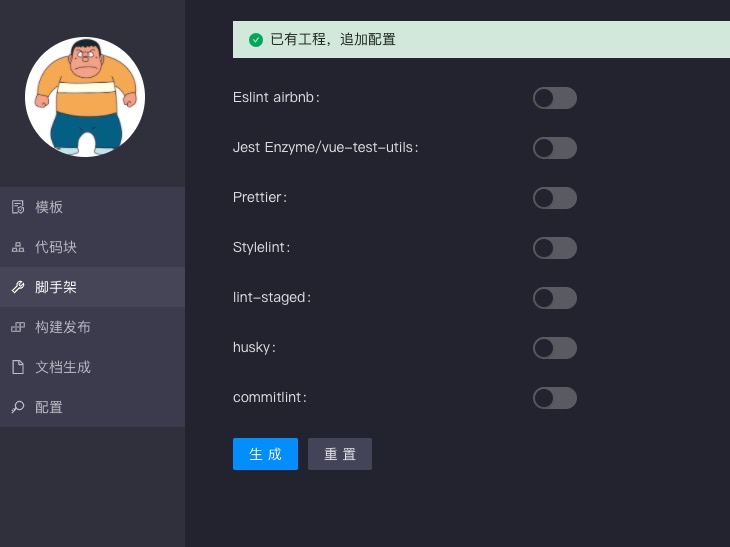 已有工程，追加配置
Eslint airbnb:
Jest Enzyme/vue-test-utils:
Prettier:
Stylelint:
lint-staged:
husky:
commitlint:
生 成 重 置
模板
代码块
脚手架
构建发布
文档生成
配置